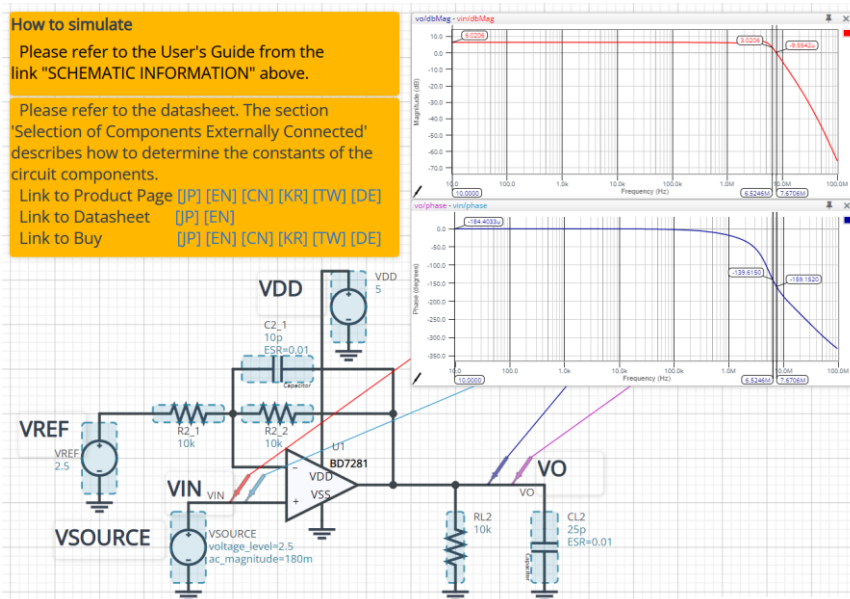 How to simulate
Please refer to the User's Guide from the
link "SCHEMATIC INFORMATION" above.
Please refer to the datasheet. The section
'Selection of Components Externally Connected'
describes how to determine the constants of the
circuit components.
Link to Product Page [JP] [EN] [CN] [KR] [TW] [DE]
Link to Datasheet [JP] [EN]
Link to Buy [JP] [EN] [CN] [KR] [TW] [DE]
vo/dbMag - vin/dbMag
Magnitude (dB)
10.0
0.0
-10.0
-20.0
-30.0
-40.0
-50.0
-60.0
-70.0
6.0206
3.0206
10.0
100.0
1.0k
10.0k
100.0k
1.0M
10.0M
100.0M
Frequency (Hz)
10.0000
6.5246M
7.6706M
vo/phase - vin/phase
Phase (degrees)
0.0
-50.0
-100.0
-150.0
-200.0
-250.0
-300.0
-350.0
-184.4033u
-139.6150
-159.1520
10.0
100.0
1.0k
10.0k
100.0k
1.0M
10.0M
100.0M
Frequency (Hz)
10.0000
6.5246M
7.6706M
VDD
VDD
5
C2_1
10p
ESR=0.01
Capacitor
R2_1
10k
R2_2
10k
VREF
VREF
2.5
U1
BD7281
VDD
VSS
VIN
VIN
VO
VO
VSOURCE
VSOURCE
voltage_level=2.5
ac_magnitude=180m
RL2
10k
CL2
25p
ESR=0.01
Capacitor